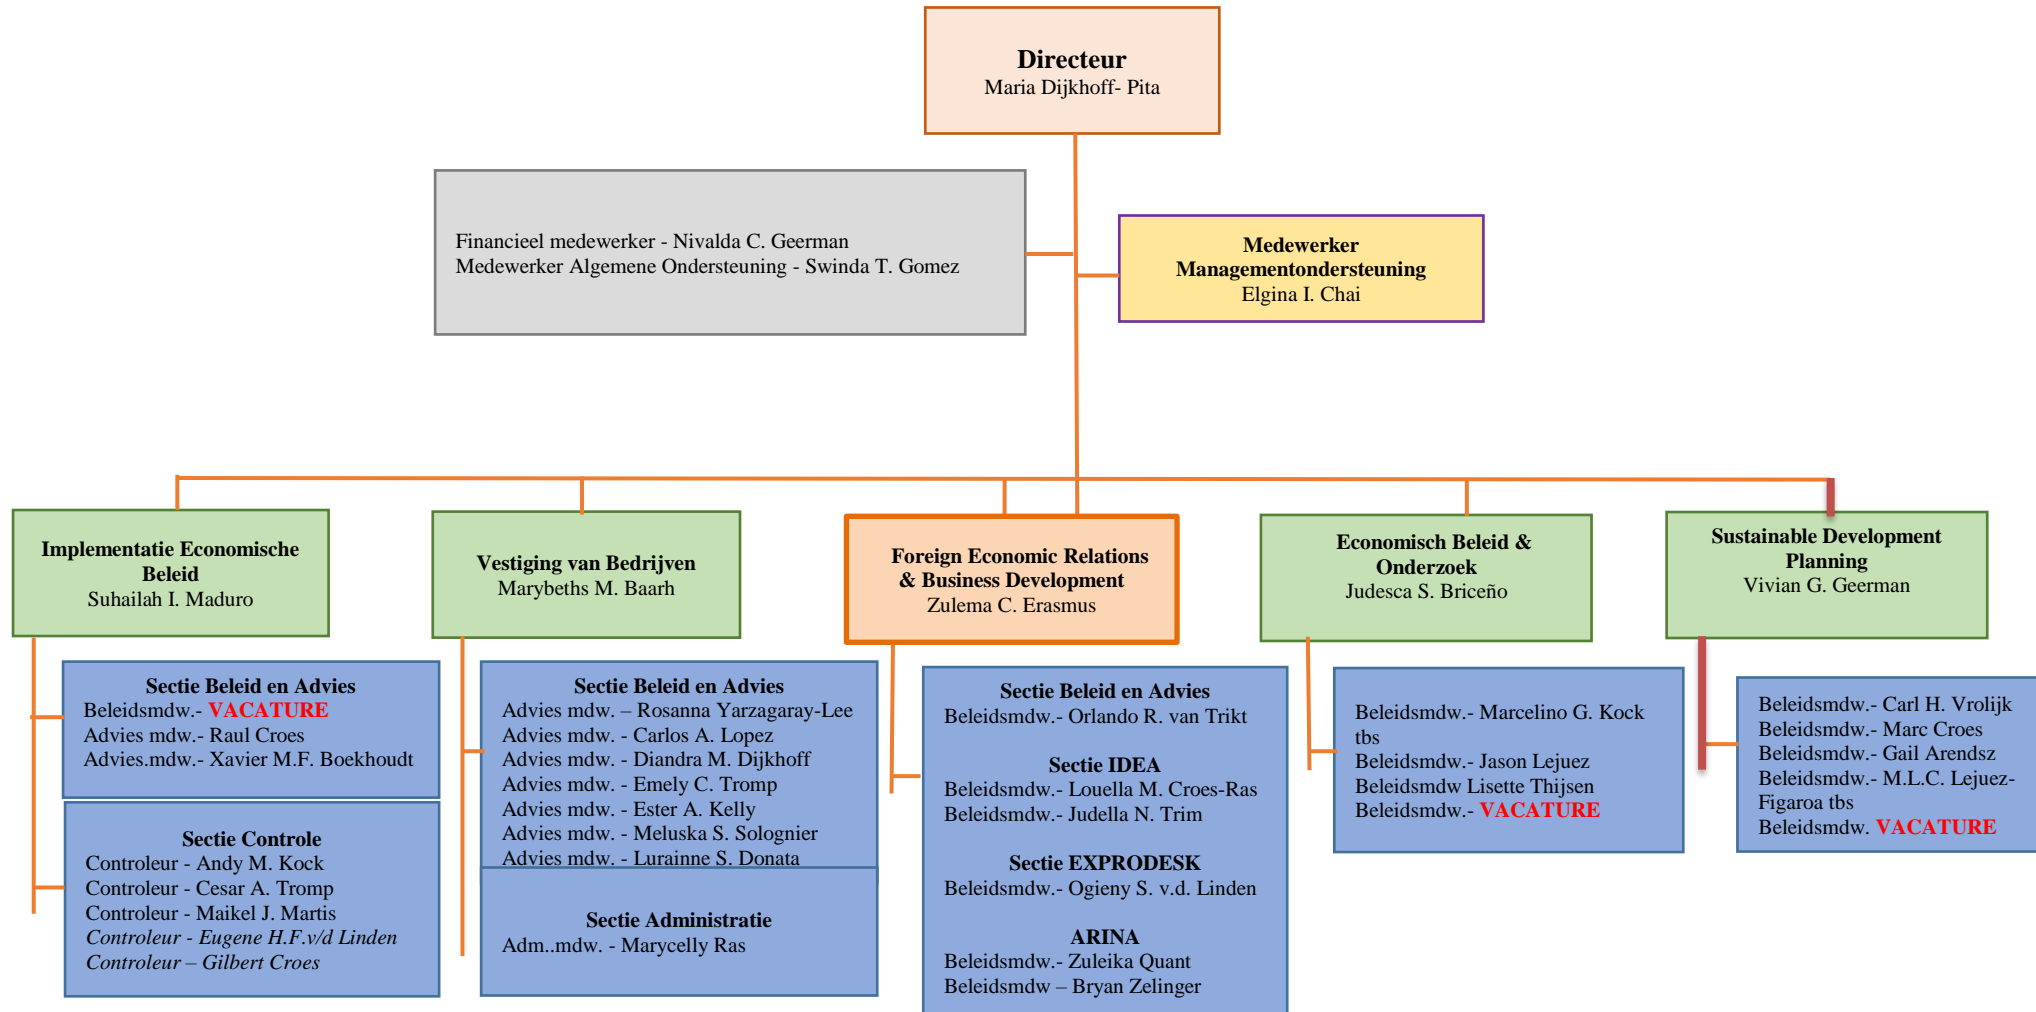 Directeur
Maria Dijkhoff- Pita
Financieel medewerker - Nivalda C. Geerman
Medewerker Algemene Ondersteuning - Swinda T. Gomez
Medewerker
Managementondersteuning
Elgina I. Chai
Implementatie Economische
Beleid
Suhailah I. Maduro
Vestiging van Bedrijven
Marybeths M. Baarh
Foreign Economic Relations
& Business Development
Zulema C. Erasmus
Economisch Beleid &
Onderzoek
Judesca S. Briceño
Sustainable Development
Planning
Vivian G. Geerman
Sectie Beleid en Advies
Beleidsmdw.- VACATURE
Advies mdw.- Raul Croes
Advies.mdw.- Xavier M.F. Boekhoudt
Sectie Controle
Controleur - Andy M. Kock
Controleur - Cesar A. Tromp
Controleur - Maikel J. Martis
Controleur - Eugene H.F.v/d Linden
Controleur – Gilbert Croes
Sectie Beleid en Advies
Advies mdw. – Rosanna Yarzagaray-Lee
Advies mdw. - Carlos A. Lopez
Advies mdw. - Diandra M. Dijkhoff
Advies mdw. - Emely C. Tromp
Advies mdw. - Ester A. Kelly
Advies mdw. - Meluska S. Solognier
Advies mdw. - Lurainne S. Donata
Sectie Administratie
Adm..mdw. - Marycelly Ras
Sectie Beleid en Advies
Beleidsmdw.- Orlando R. van Trikt
Sectie IDEA
Beleidsmdw.- Louella M. Croes-Ras
Beleidsmdw.- Judella N. Trim
Sectie EXPRODESK
Beleidsmdw.- Ogieny S. v.d. Linden
ARINA
Beleidsmdw.- Zuleika Quant
Beleidsmdw – Bryan Zelinger
Beleidsmdw.- Marcelino G. Kock
tbs
Beleidsmdw.- Jason Lejuez
Beleidsmdw Lisette Thijsen
Beleidsmdw.- VACATURE
Beleidsmdw.- Carl H. Vrolijk
Beleidsmdw.- Marc Croes
Beleidsmdw.- Gail Arendsz
Beleidsmdw.- M.L.C. Lejuez-
Figaroa tbs
Beleidsmdw. VACATURE